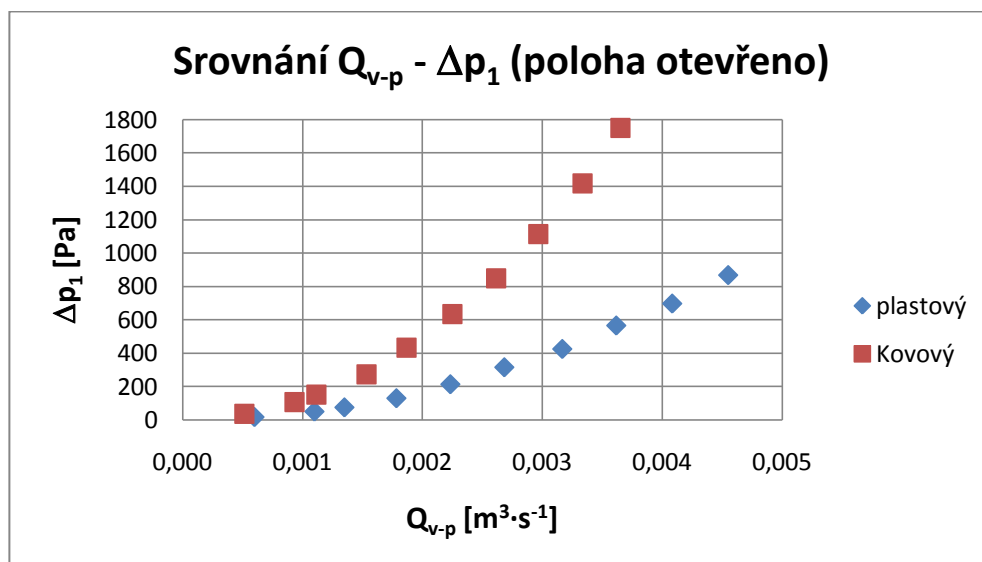 Srovnání Qv-p - Δp1 (poloha otevřeno)
Δp1 [Pa]
1800
1600
1400
1200
1000
800
600
400
200
0
0,000 0,001 0,002 0,003 0,004 0,005
Qv-p [m³·s⁻¹]
plastový
Kovový